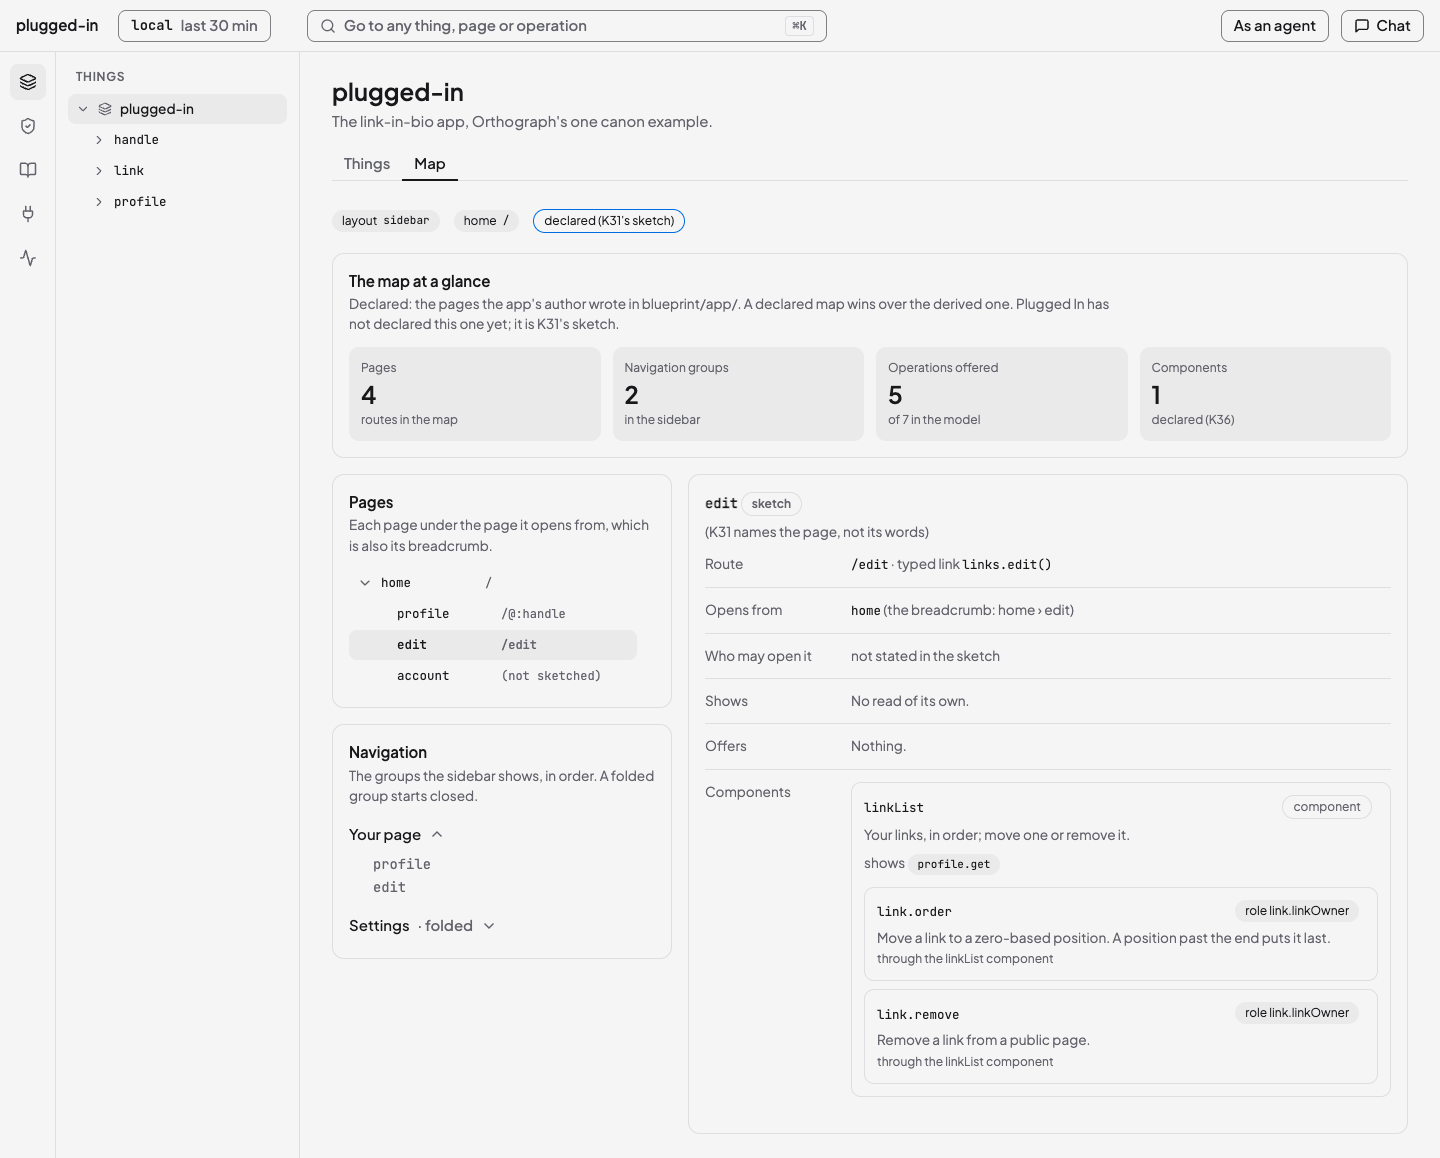 plugged-in
local last 30 min
Go to any thing, page or operation
⌘K
As an agent
Chat
THINGS
plugged-in
handle
link
profile
plugged-in
The link-in-bio app, Orthograph's one canon example.
Things
Map
layout sidebar
home /
declared (K31's sketch)
The map at a glance
Declared: the pages the app's author wrote in blueprint/app/. A declared map wins over the derived one. Plugged In has
not declared this one yet; it is K31's sketch.
Pages
4
routes in the map
Navigation groups
2
in the sidebar
Operations offered
5
of 7 in the model
Components
1
declared (K36)
Pages
Each page under the page it opens from, which
is also its breadcrumb.
home /
profile /@:handle
edit /edit
account (not sketched)
Navigation
The groups the sidebar shows, in order. A folded
group starts closed.
Your page
profile
edit
Settings · folded
edit sketch
(K31 names the page, not its words)
Route /edit · typed link links.edit()
Opens from home (the breadcrumb: home › edit)
Who may open it not stated in the sketch
Shows No read of its own.
Offers Nothing.
Components
linkList component
Your links, in order; move one or remove it.
shows profile.get
link.order role link.linkOwner
Move a link to a zero-based position. A position past the end puts it last.
through the linkList component
link.remove role link.linkOwner
Remove a link from a public page.
through the linkList component